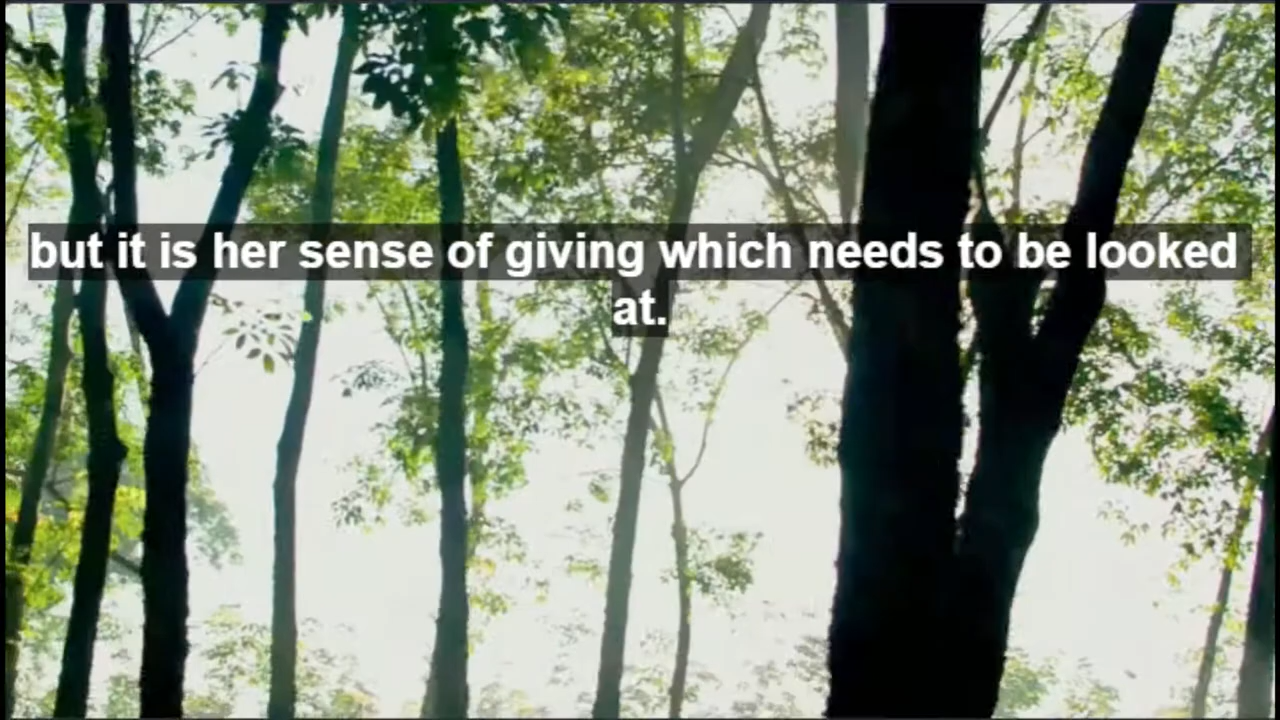 but it is her sense of giving which needs to be looked
at.